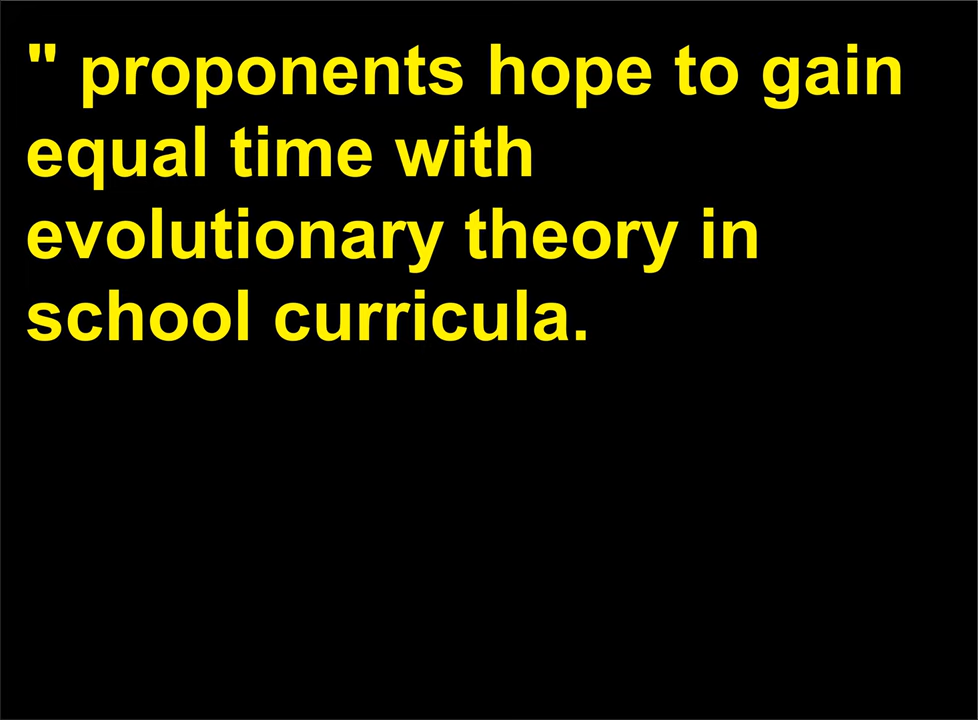 " proponents hope to gain
equal time with
evolutionary theory in
school curricula.